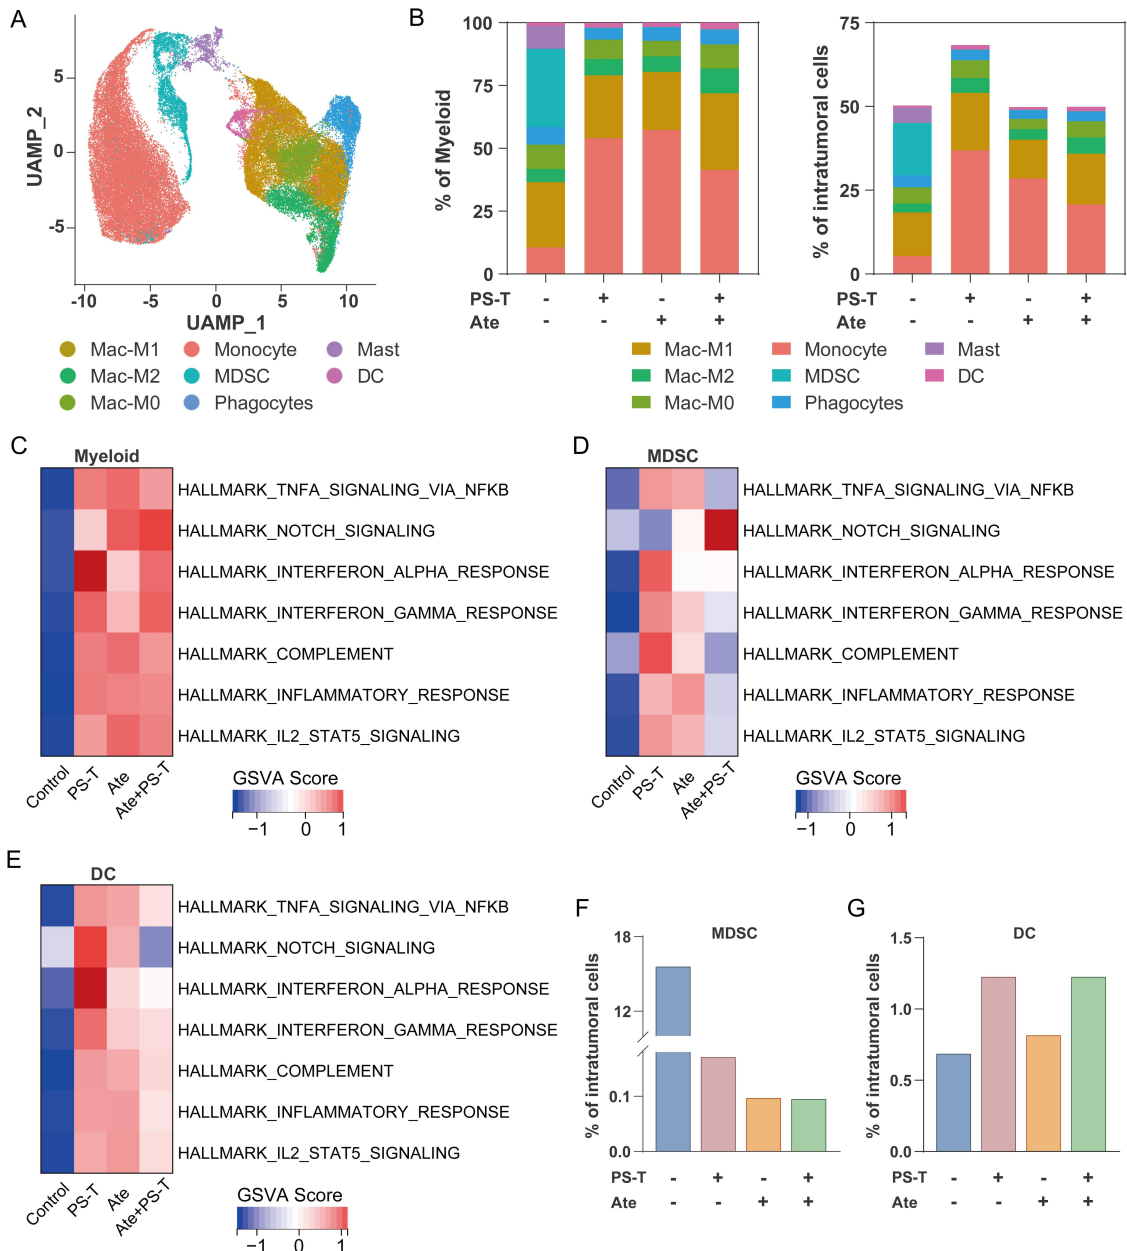 A
UAMP_2
5
0
-5
-10 -5 0 5 10
UAMP_1
Mac-M1 Monocyte Mast
Mac-M2 MDSC DC
Mac-M0 Phagocytes
B
% of Myeloid
100
75
50
25
0
PS-T - + - +
Ate - - + +
% of intratumoral cells
75
50
25
0
PS-T - + - +
Ate - - + +
Mac-M1 Monocyte Mast
Mac-M2 MDSC DC
Mac-M0 Phagocytes
C
Myeloid
HALLMARK_TNFA_SIGNALING_VIA_NFKB
HALLMARK_NOTCH_SIGNALING
HALLMARK_INTERFERON_ALPHA_RESPONSE
HALLMARK_INTERFERON_GAMMA_RESPONSE
HALLMARK_COMPLEMENT
HALLMARK_INFLAMMATORY_RESPONSE
HALLMARK_IL2_STAT5_SIGNALING
Control PS-T Ate Ate+PS-T
GSVA Score
−1 0 1
D
MDSC
HALLMARK_TNFA_SIGNALING_VIA_NFKB
HALLMARK_NOTCH_SIGNALING
HALLMARK_INTERFERON_ALPHA_RESPONSE
HALLMARK_INTERFERON_GAMMA_RESPONSE
HALLMARK_COMPLEMENT
HALLMARK_INFLAMMATORY_RESPONSE
HALLMARK_IL2_STAT5_SIGNALING
Control PS-T Ate Ate+PS-T
GSVA Score
−1 0 1
E
DC
HALLMARK_TNFA_SIGNALING_VIA_NFKB
HALLMARK_NOTCH_SIGNALING
HALLMARK_INTERFERON_ALPHA_RESPONSE
HALLMARK_INTERFERON_GAMMA_RESPONSE
HALLMARK_COMPLEMENT
HALLMARK_INFLAMMATORY_RESPONSE
HALLMARK_IL2_STAT5_SIGNALING
Control PS-T Ate Ate+PS-T
GSVA Score
−1 0 1
F
MDSC
% of intratumoral cells
18
12
0.1
0.0
PS-T - + - +
Ate - - + +
G
DC
% of intratumoral cells
1.5
1.0
0.5
0.0
PS-T - + - +
Ate - - + +